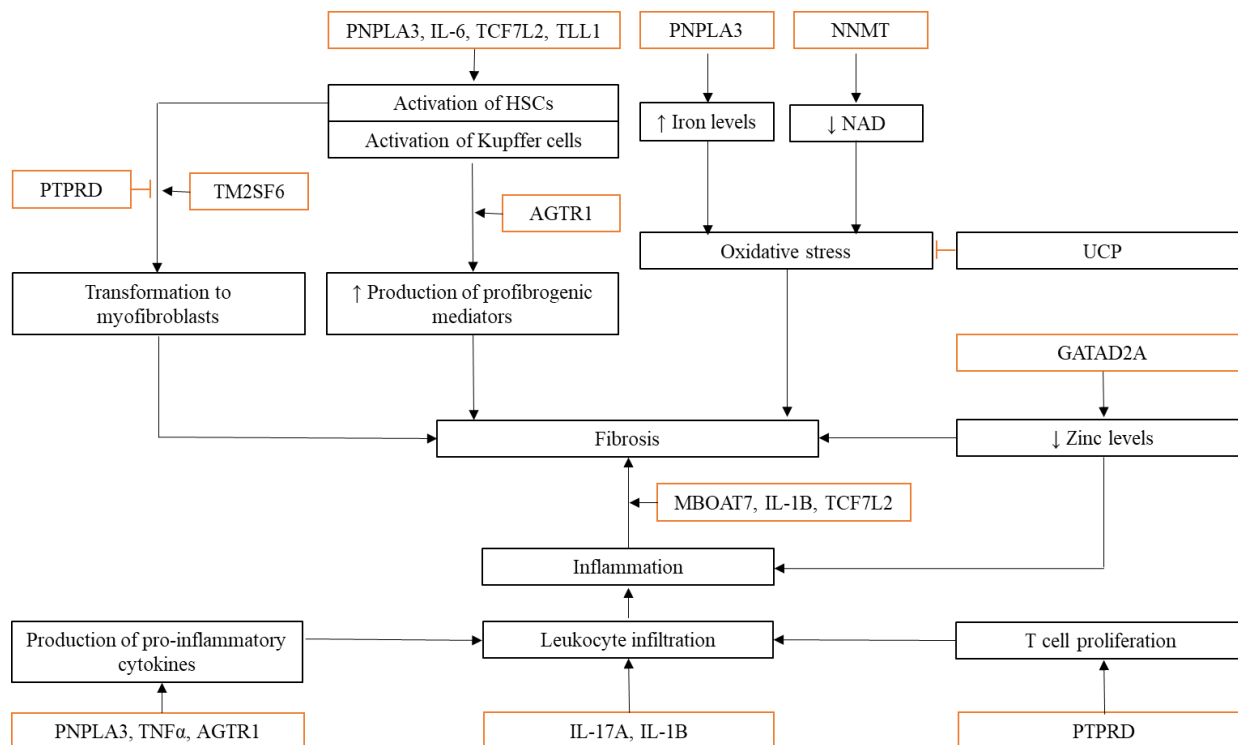 PNPLA3, IL-6, TCF7L2, TLL1
PNPLA3
NNMT
Activation of HSCs
↑ Iron levels
↓ NAD
Activation of Kupffer cells
PTPRD
TM2SF6
AGTR1
Oxidative stress
UCP
Transformation to
myofibroblasts
↑ Production of profibrogenic
mediators
GATAD2A
Fibrosis
↓ Zinc levels
MBOAT7, IL-1B, TCF7L2
Inflammation
Production of pro-inflammatory
cytokines
Leukocyte infiltration
T cell proliferation
PNPLA3, TNFα, AGTR1
IL-17A, IL-1B
PTPRD